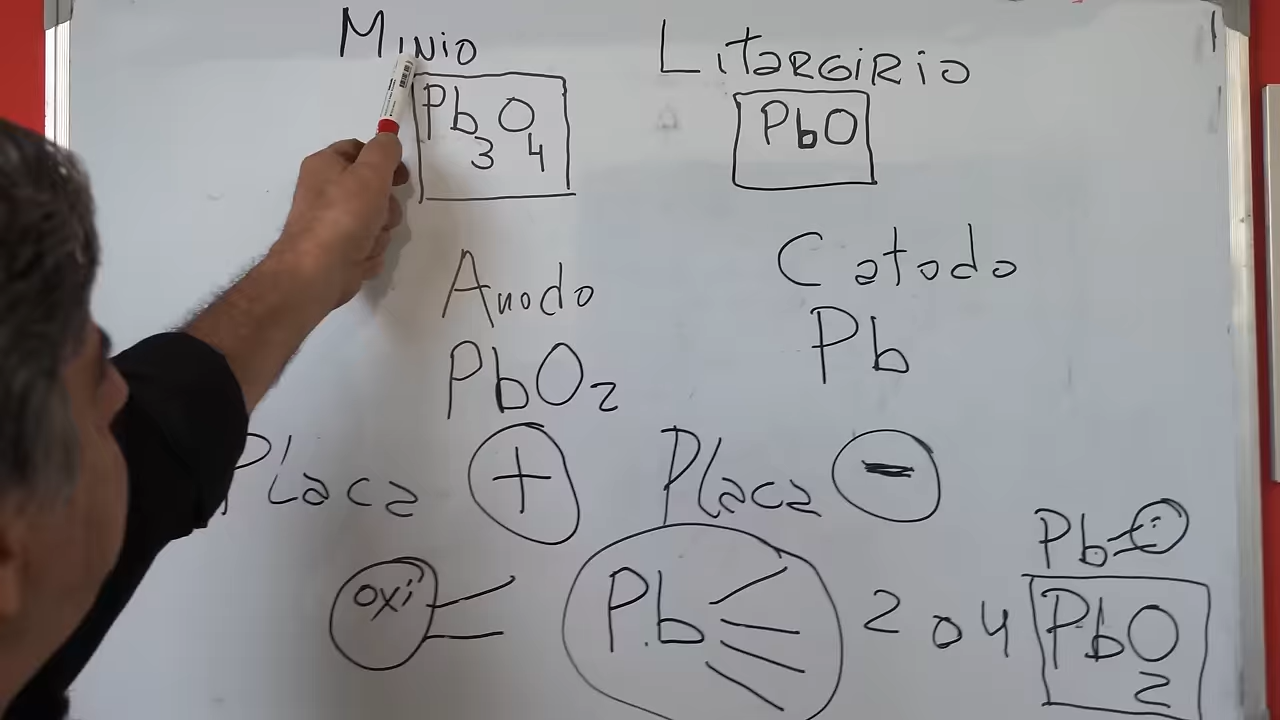 Minio Litargirio
Pb3O4 PbO
Anodo Catodo
PbO2 Pb
Placa + Placa -
Pb
oxi Pb 2 o 4 PbO2